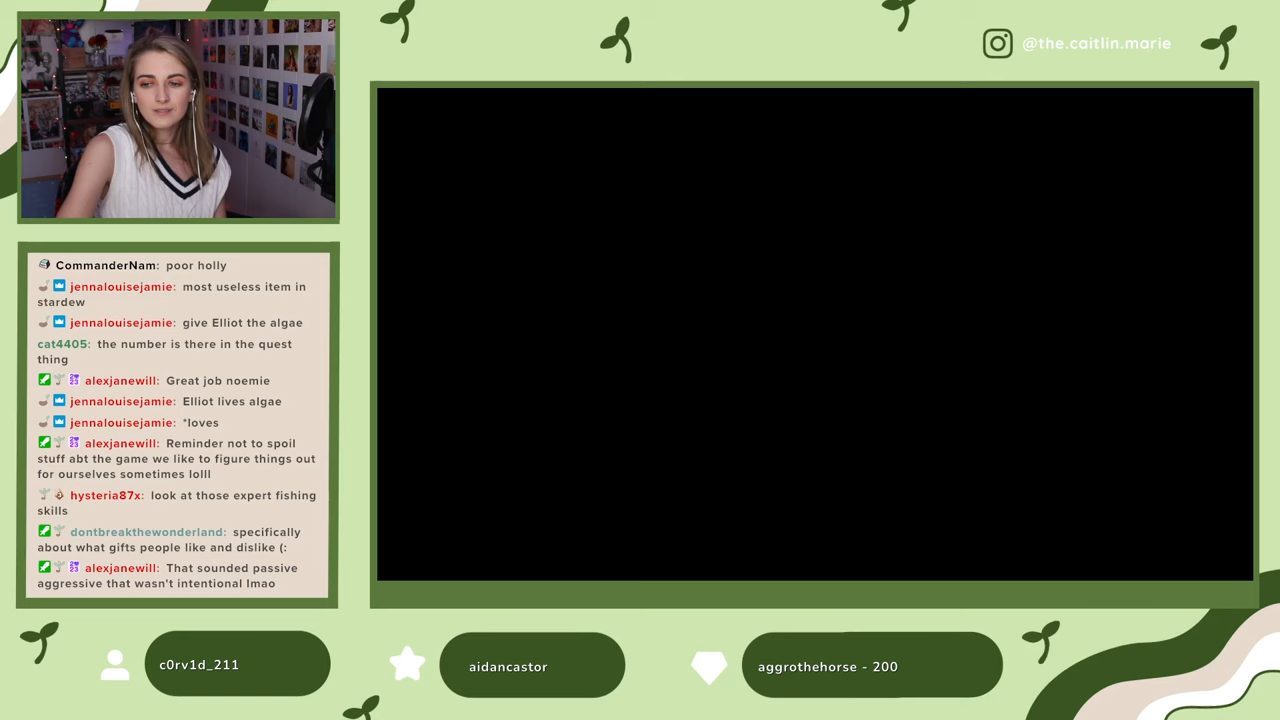 @the.caitlin.marie
CommanderNam: poor holly
jennalouisejamie: most useless item in
stardew
jennalouisejamie: give Elliot the algae
cat4405: the number is there in the quest
thing
alexjanewill: Great job noemie
jennalouisejamie: Elliot lives algae
jennalouisejamie: *loves
alexjanewill: Reminder not to spoil
stuff abt the game we like to figure things out
for ourselves sometimes lolll
hysteria87x: look at those expert fishing
skills
dontbreakthewonderland: specifically
about what gifts people like and dislike (:
alexjanewill: That sounded passive
aggressive that wasn't intentional lmao
c0rv1d_211
aidancastor
aggrothehorse - 200